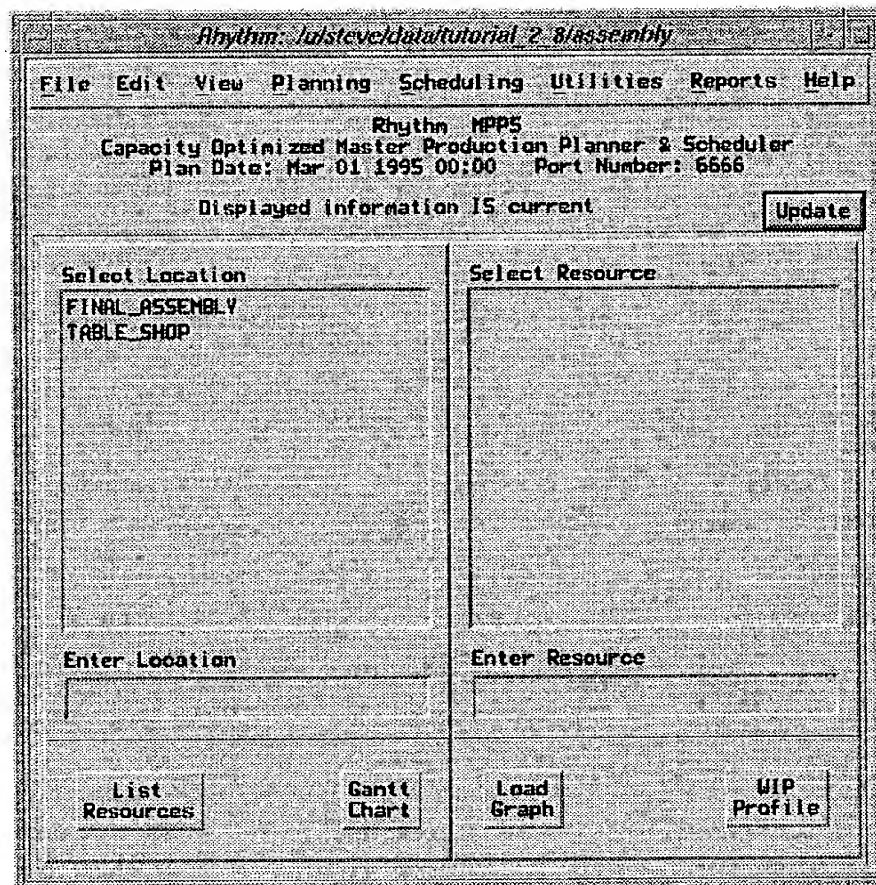 Rhythm: /u/steve/data/tutorial_2_8/assembly
File Edit View Planning Scheduling Utilities Reports Help
Rhythm MPPS
Capacity Optimized Master Production Planner & Scheduler
Plan Date: Mar 01 1995 00:00 Port Number: 6666
Displayed information IS current
Update
Select Location
FINAL_ASSEMBLY
TABLE_SHOP
Select Resource
Enter Location
Enter Resource
List
Resources
Gantt
Chart
Load
Graph
WIP
Profile